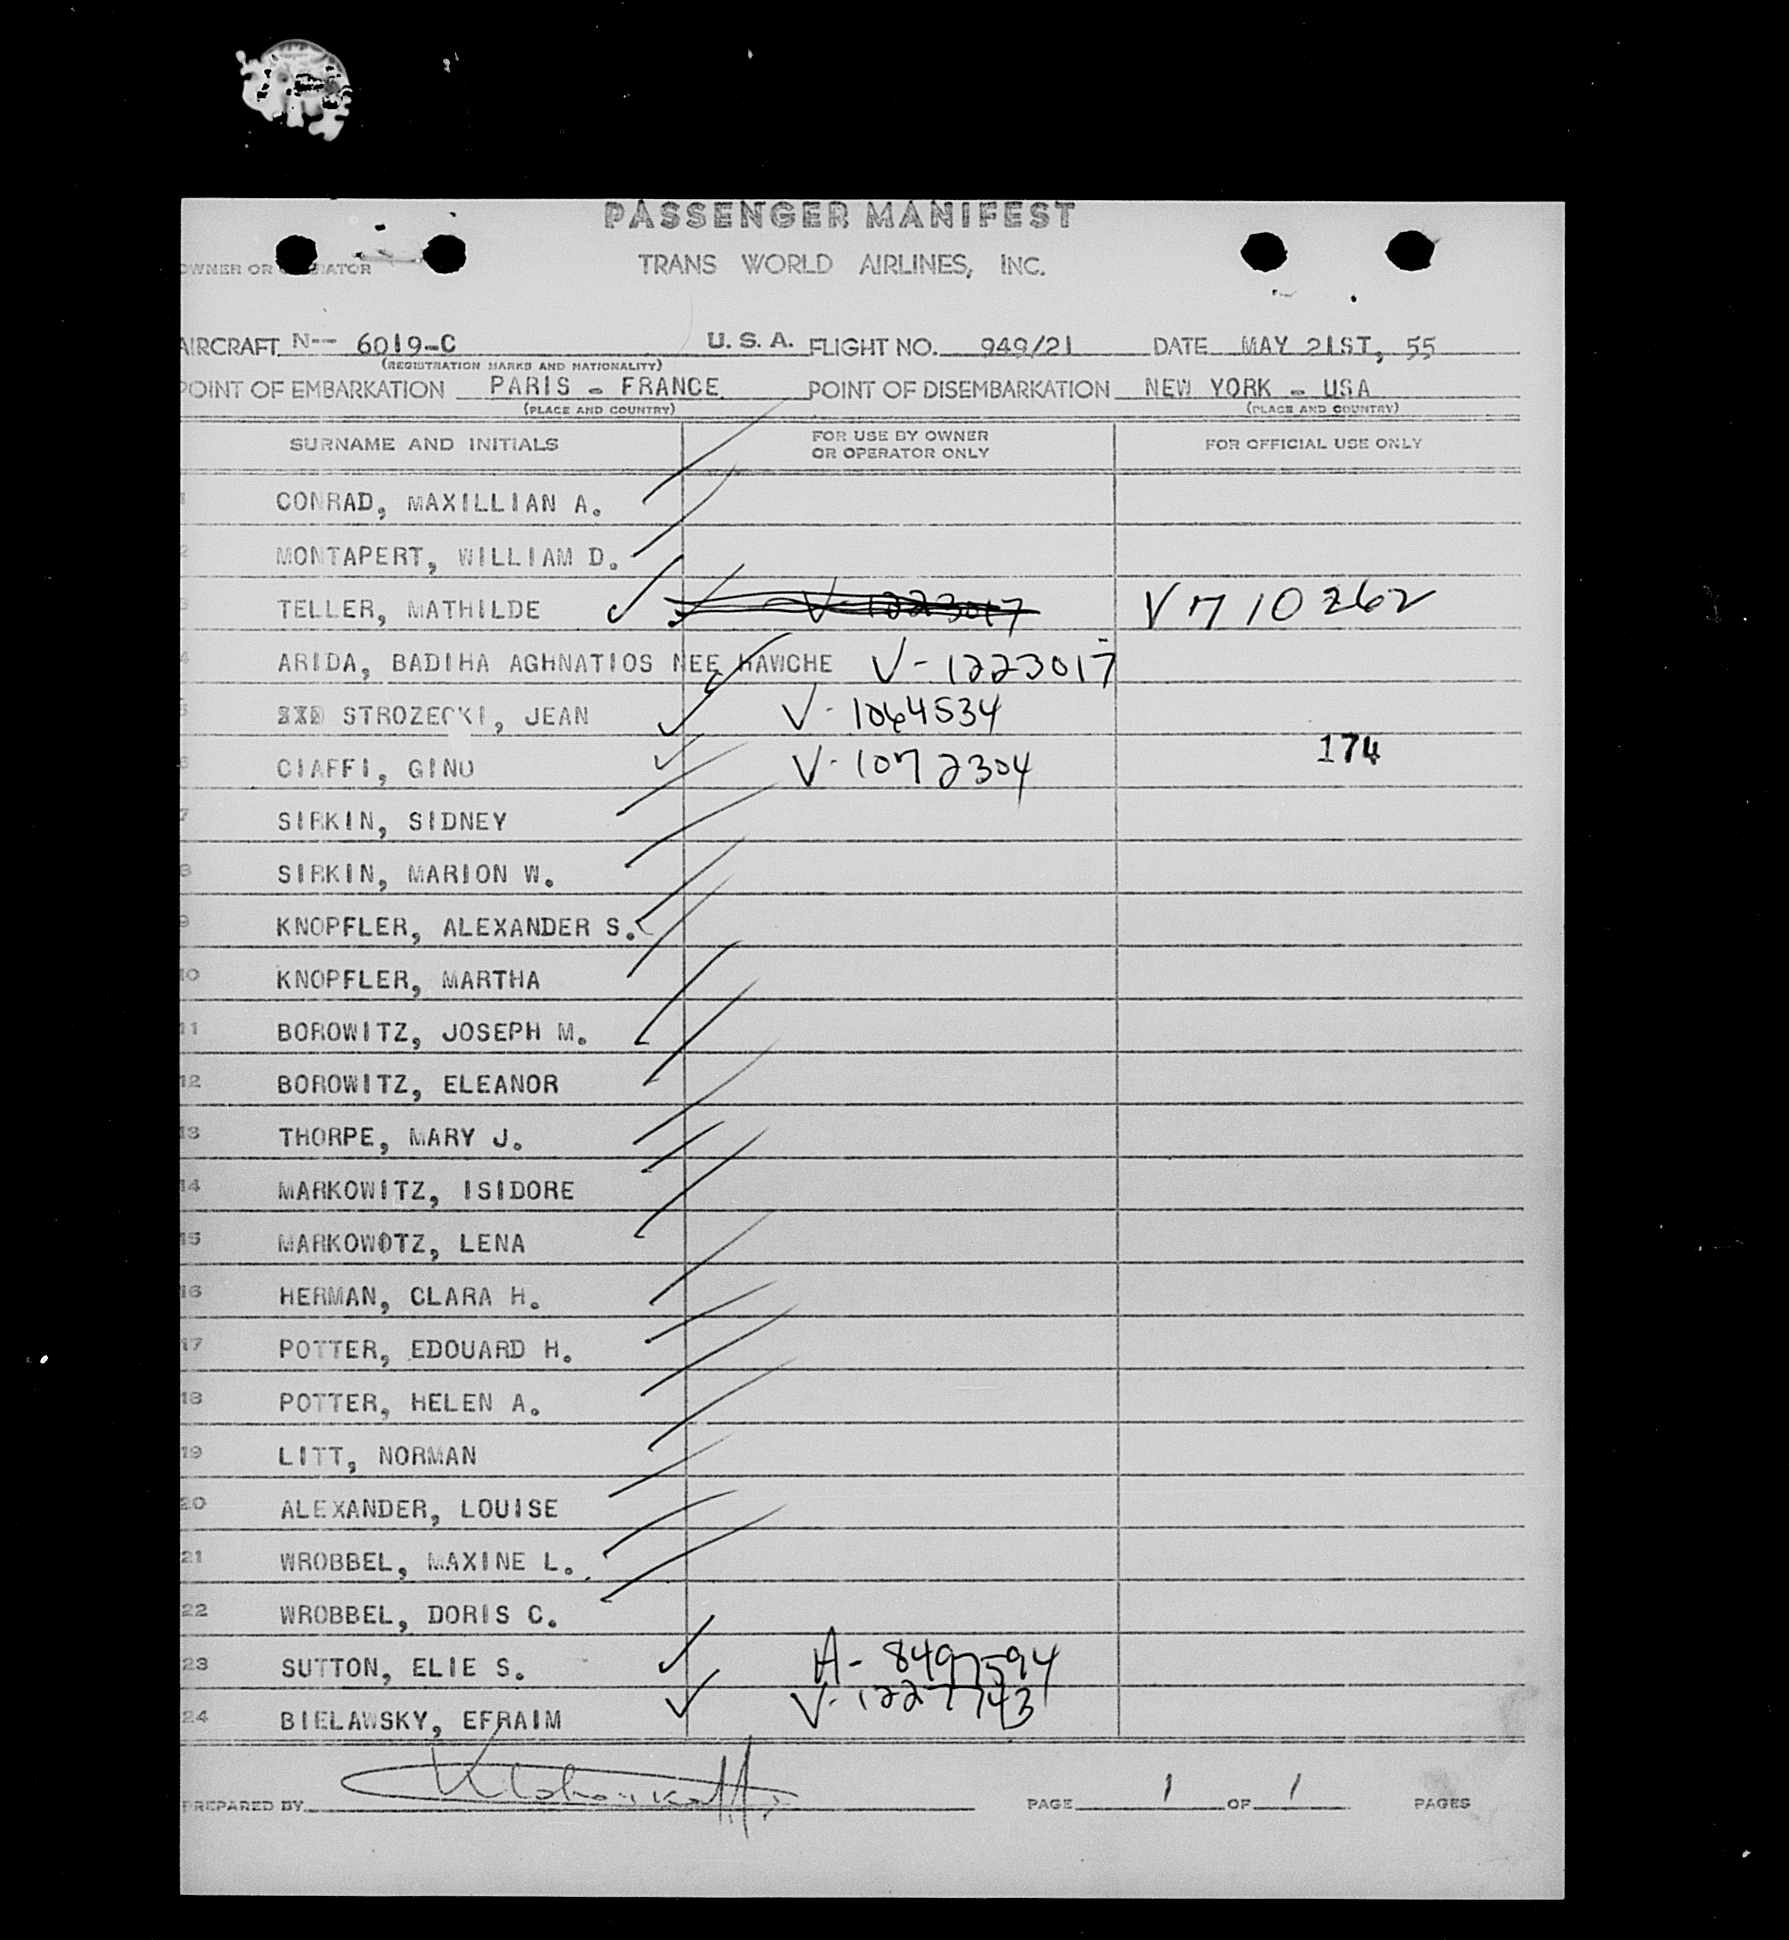 PASSENGER MANIFEST
OWNER OR OPERATOR
TRANS WORLD AIRLINES, INC.
AIRCRAFT N-- 6019-C U. S. A. FLIGHT NO. 949/21 DATE MAY 21ST, 55
(REGISTRATION MARKS AND NATIONALITY)
POINT OF EMBARKATION PARIS - FRANCE POINT OF DISEMBARKATION NEW YORK - USA
(PLACE AND COUNTRY) (PLACE AND COUNTRY)
SURNAME AND INITIALS FOR USE BY OWNER OR OPERATOR ONLY FOR OFFICIAL USE ONLY
1 CONRAD, MAXILLIAN A.
2 MONTAPERT, WILLIAM D.
3 TELLER, MATHILDE V-1223017 V710262
4 ARIDA, BADIHA AGHNATIOS NEE HAWCHE V-1223017
5 STROZECKI, JEAN V-1064534
6 CIAFFI, GINO V-1072304 174
7 SIRKIN, SIDNEY
8 SIRKIN, MARION W.
9 KNOPFLER, ALEXANDER S.
10 KNOPFLER, MARTHA
11 BOROWITZ, JOSEPH M.
12 BOROWITZ, ELEANOR
13 THORPE, MARY J.
14 MARKOWITZ, ISIDORE
15 MARKOWOTZ, LENA
16 HERMAN, CLARA H.
17 POTTER, EDOUARD H.
18 POTTER, HELEN A.
19 LITT, NORMAN
20 ALEXANDER, LOUISE
21 WROBBEL, MAXINE L.
22 WROBBEL, DORIS C.
23 SUTTON, ELIE S. A-8497594
24 BIELAWSKY, EFRAIM V-1227743
PREPARED BY PAGE 1 OF 1 PAGES